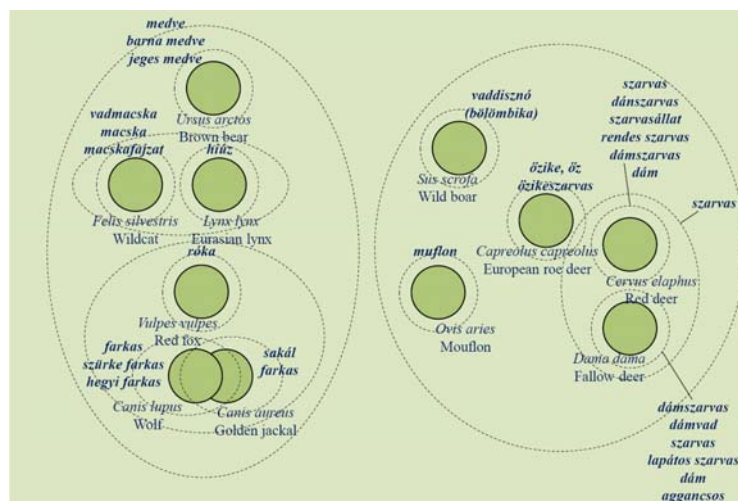 medve
barna medve
jeges medve
Ursus arctos
Brown bear
vadmacska
macska
macskafajzat
Felis silvestris
Wildcat
hiúz
Lynx lynx
Eurasian lynx
róka
Vulpes vulpes
Red fox
farkas
szürke farkas
hegyi farkas
Canis lupus
Wolf
sakál
farkas
Canis aureus
Golden jackal
vaddisznó
(bölömbika)
Sus scrofa
Wild boar
őzike, őz
őzikeszarvas
Capreolus capreolus
European roe deer
muflon
Ovis aries
Mouflon
szarvas
dánszarvas
szarvasállat
rendes szarvas
dámszarvas
dám
szarvas
Cervus elaphus
Red deer
Dama dama
Fallow deer
dámszarvas
dámvad
szarvas
lapátos szarvas
dám
aggancsos